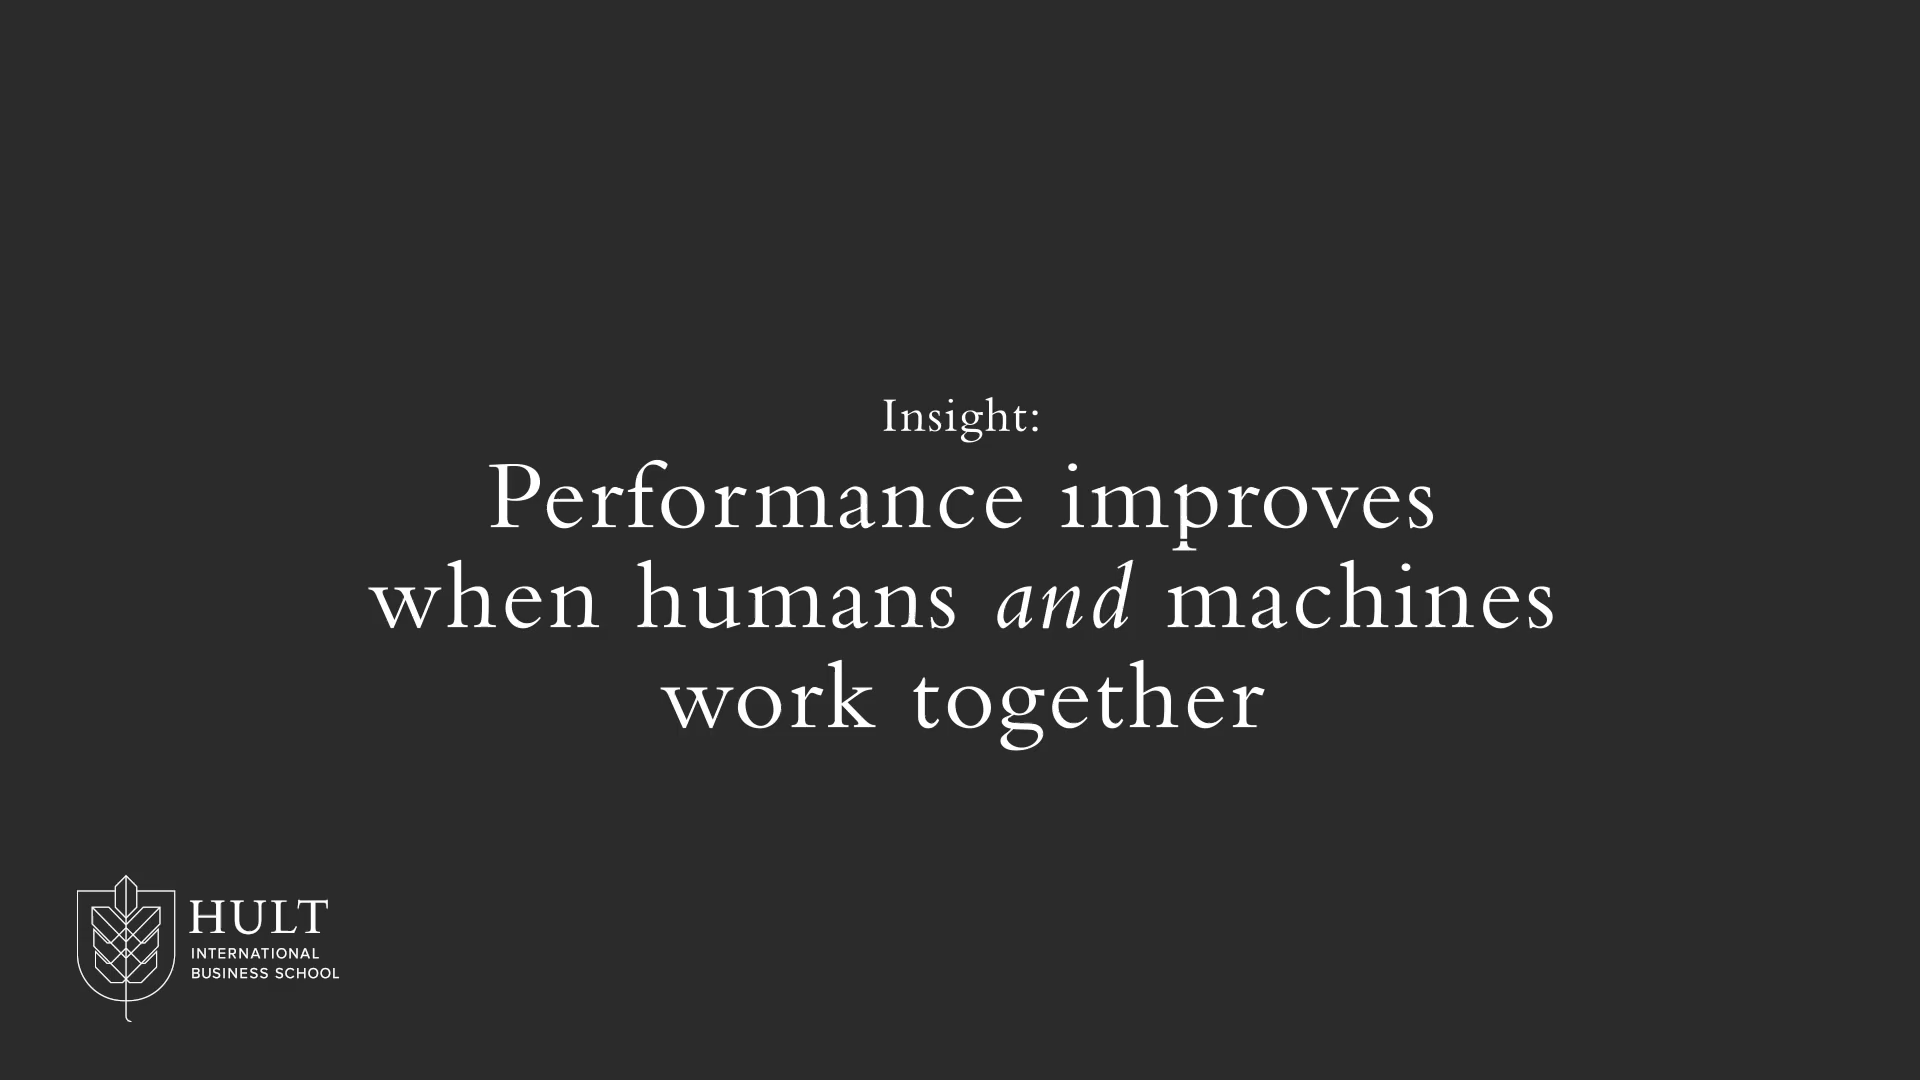 Insight:
Performance improves
when humans and machines
work together
HULT
INTERNATIONAL
BUSINESS SCHOOL